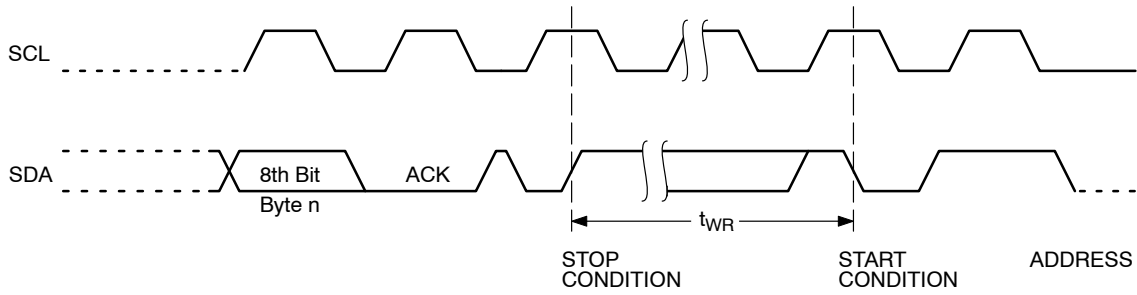 SCL
SDA
8th Bit
Byte n
ACK
tWR
STOP
CONDITION
START
CONDITION
ADDRESS